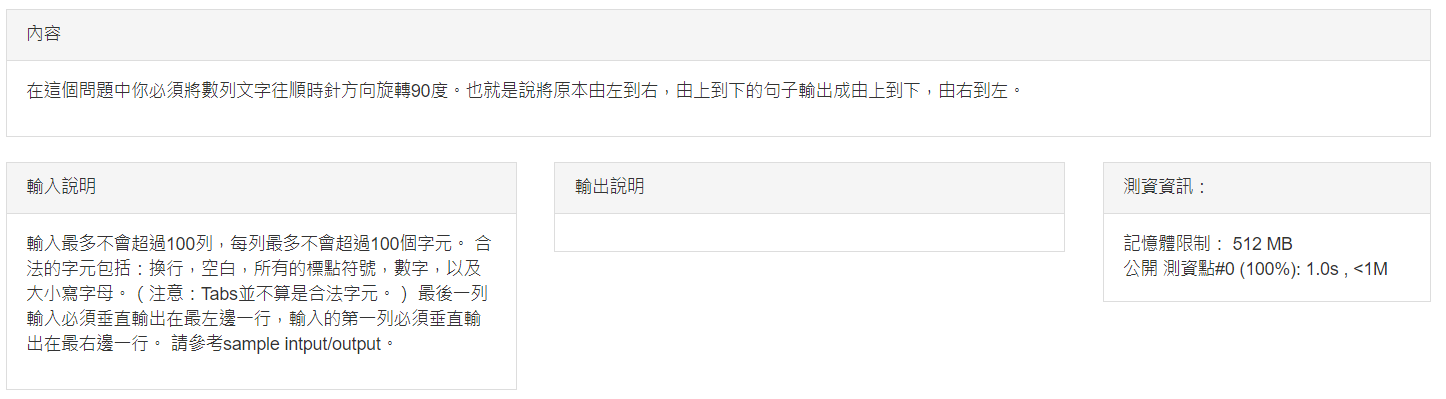 內容
在這個問題中你必須將數列文字往順時針方向旋轉90度。也就是說將原本由左到右，由上到下的句子輸出成由上到下，由右到左。
輸入說明
輸入最多不會超過100列，每列最多不會超過100個字元。 合
法的字元包括：換行，空白，所有的標點符號，數字，以及
大小寫字母。（注意：Tabs並不算是合法字元。） 最後一列
輸入必須垂直輸出在最左邊一行，輸入的第一列必須垂直輸
出在最右邊一行。 請參考sample intput/output。
輸出說明
測資資訊：
記憶體限制： 512 MB
公開 測資點#0 (100%): 1.0s , <1M